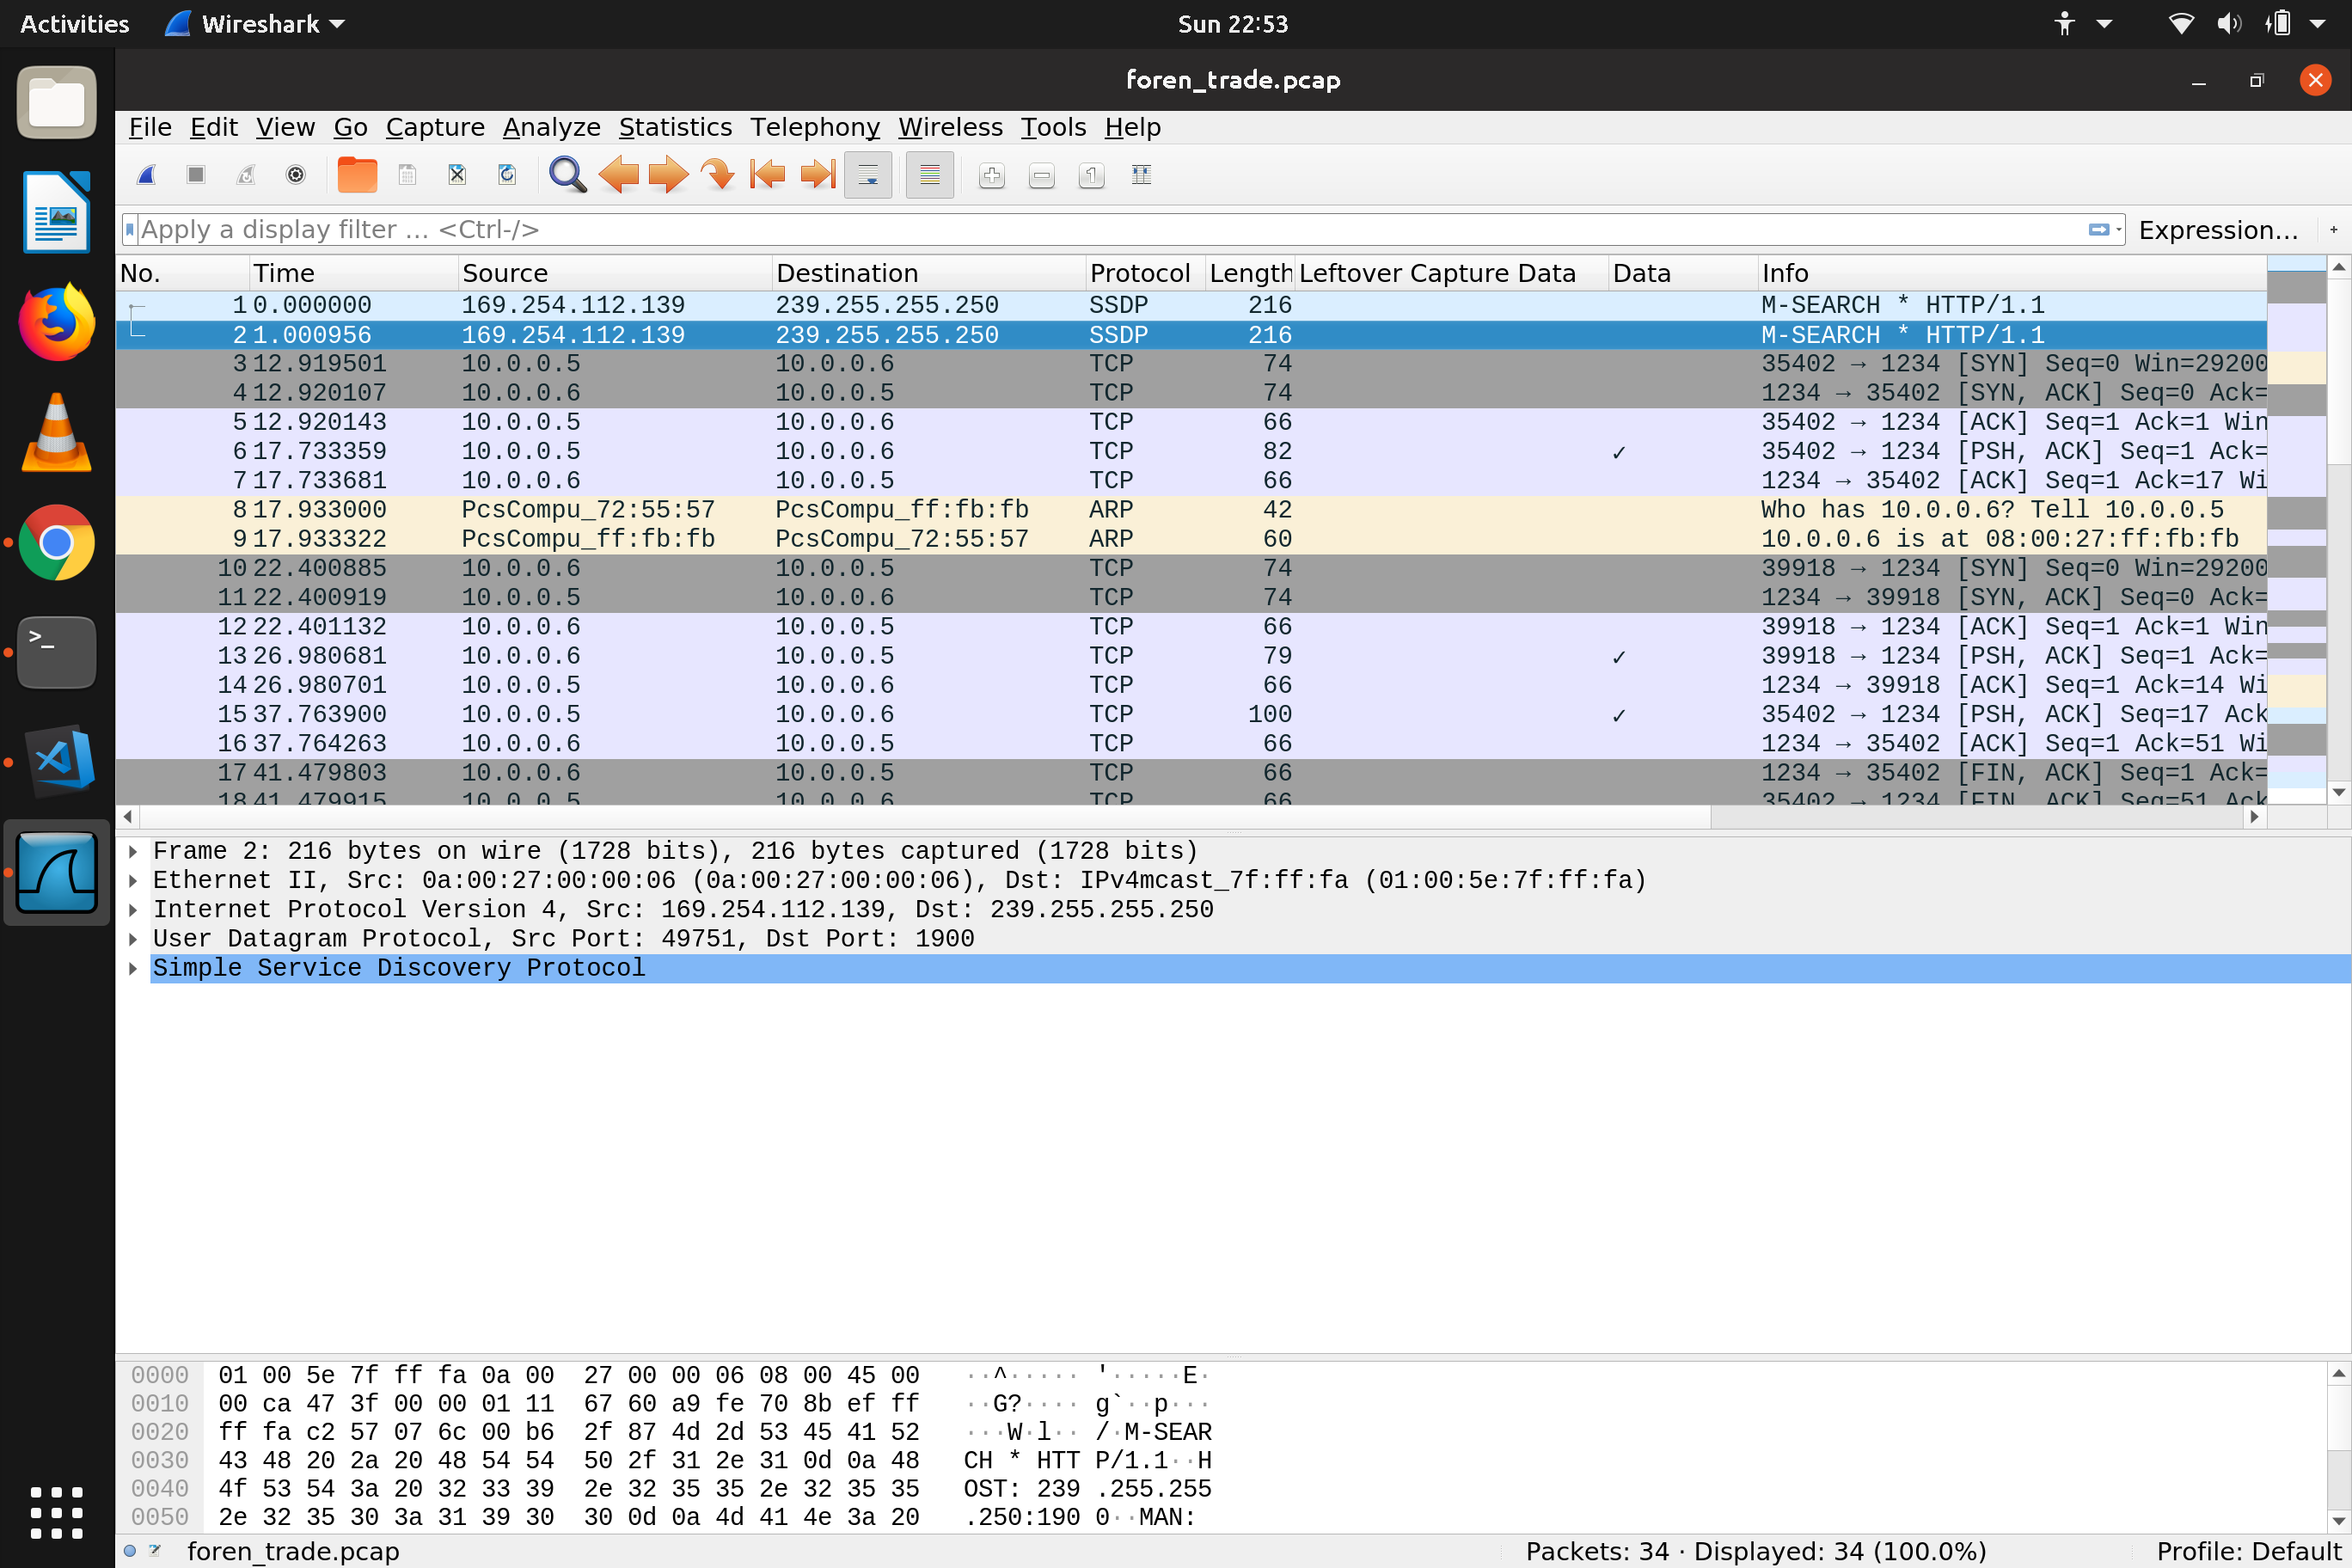 Activities Wireshark Sun 22:53
foren_trade.pcap
File Edit View Go Capture Analyze Statistics Telephony Wireless Tools Help
Apply a display filter … <Ctrl-/> Expression… +
No. Time Source Destination Protocol Length Leftover Capture Data Data Info
1 0.000000 169.254.112.139 239.255.255.250 SSDP 216 M-SEARCH * HTTP/1.1
2 1.000956 169.254.112.139 239.255.255.250 SSDP 216 M-SEARCH * HTTP/1.1
3 12.919501 10.0.0.5 10.0.0.6 TCP 74 35402 → 1234 [SYN] Seq=0 Win=29200
4 12.920107 10.0.0.6 10.0.0.5 TCP 74 1234 → 35402 [SYN, ACK] Seq=0 Ack=
5 12.920143 10.0.0.5 10.0.0.6 TCP 66 35402 → 1234 [ACK] Seq=1 Ack=1 Win
6 17.733359 10.0.0.5 10.0.0.6 TCP 82 ✓ 35402 → 1234 [PSH, ACK] Seq=1 Ack=
7 17.733681 10.0.0.6 10.0.0.5 TCP 66 1234 → 35402 [ACK] Seq=1 Ack=17 Wi
8 17.933000 PcsCompu_72:55:57 PcsCompu_ff:fb:fb ARP 42 Who has 10.0.0.6? Tell 10.0.0.5
9 17.933322 PcsCompu_ff:fb:fb PcsCompu_72:55:57 ARP 60 10.0.0.6 is at 08:00:27:ff:fb:fb
10 22.400885 10.0.0.6 10.0.0.5 TCP 74 39918 → 1234 [SYN] Seq=0 Win=29200
11 22.400919 10.0.0.5 10.0.0.6 TCP 74 1234 → 39918 [SYN, ACK] Seq=0 Ack=
12 22.401132 10.0.0.6 10.0.0.5 TCP 66 39918 → 1234 [ACK] Seq=1 Ack=1 Win
13 26.980681 10.0.0.6 10.0.0.5 TCP 79 ✓ 39918 → 1234 [PSH, ACK] Seq=1 Ack=
14 26.980701 10.0.0.5 10.0.0.6 TCP 66 1234 → 39918 [ACK] Seq=1 Ack=14 Wi
15 37.763900 10.0.0.5 10.0.0.6 TCP 100 ✓ 35402 → 1234 [PSH, ACK] Seq=17 Ack
16 37.764263 10.0.0.6 10.0.0.5 TCP 66 1234 → 35402 [ACK] Seq=1 Ack=51 Wi
17 41.479803 10.0.0.6 10.0.0.5 TCP 66 1234 → 35402 [FIN, ACK] Seq=1 Ack=
18 41.479915 10.0.0.5 10.0.0.6 TCP 66 35402 → 1234 [FIN, ACK] Seq=51 Ack
Frame 2: 216 bytes on wire (1728 bits), 216 bytes captured (1728 bits)
Ethernet II, Src: 0a:00:27:00:00:06 (0a:00:27:00:00:06), Dst: IPv4mcast_7f:ff:fa (01:00:5e:7f:ff:fa)
Internet Protocol Version 4, Src: 169.254.112.139, Dst: 239.255.255.250
User Datagram Protocol, Src Port: 49751, Dst Port: 1900
Simple Service Discovery Protocol
0000 01 00 5e 7f ff fa 0a 00 27 00 00 06 08 00 45 00 ··^····· '·····E·
0010 00 ca 47 3f 00 00 01 11 67 60 a9 fe 70 8b ef ff ··G?···· g`··p···
0020 ff fa c2 57 07 6c 00 b6 2f 87 4d 2d 53 45 41 52 ···W·l·· /·M-SEAR
0030 43 48 20 2a 20 48 54 54 50 2f 31 2e 31 0d 0a 48 CH * HTT P/1.1··H
0040 4f 53 54 3a 20 32 33 39 2e 32 35 35 2e 32 35 35 OST: 239 .255.255
0050 2e 32 35 30 3a 31 39 30 30 0d 0a 4d 41 4e 3a 20 .250:190 0··MAN:
foren_trade.pcap Packets: 34 · Displayed: 34 (100.0%) Profile: Default